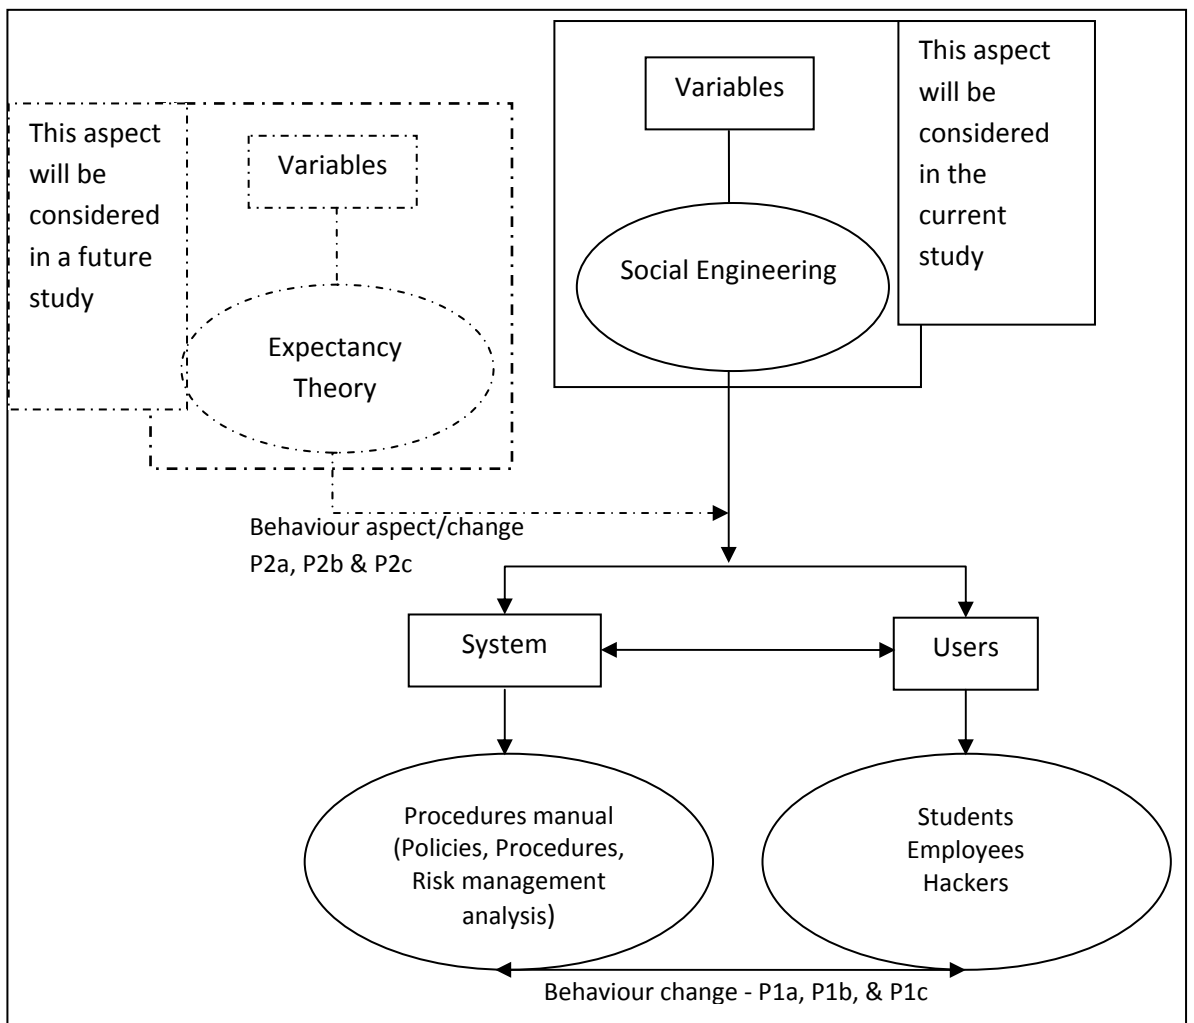 This aspect
will be
considered
in a future
study
Variables
Expectancy
Theory
Variables
Social Engineering
This aspect
will be
considered
in the
current
study
Behaviour aspect/change
P2a, P2b & P2c
System
Users
Procedures manual
(Policies, Procedures,
Risk management
analysis)
Students
Employees
Hackers
Behaviour change - P1a, P1b, & P1c